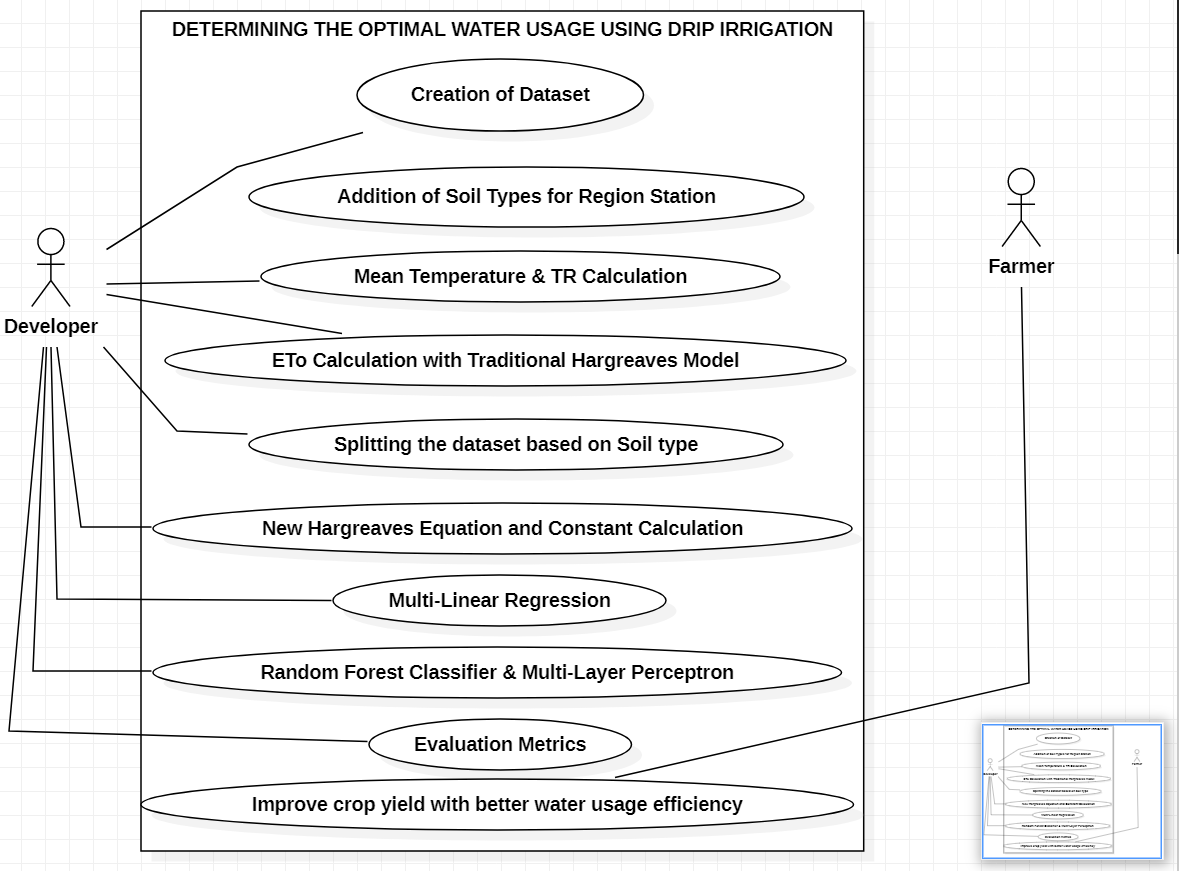 DETERMINING THE OPTIMAL WATER USAGE USING DRIP IRRIGATION
Creation of Dataset
Addition of Soil Types for Region Station
Mean Temperature & TR Calculation
Farmer
Developer
ETo Calculation with Traditional Hargreaves Model
Splitting the dataset based on Soil type
New Hargreaves Equation and Constant Calculation
Multi-Linear Regression
Random Forest Classifier & Multi-Layer Perceptron
Evaluation Metrics
Improve crop yield with better water usage efficiency